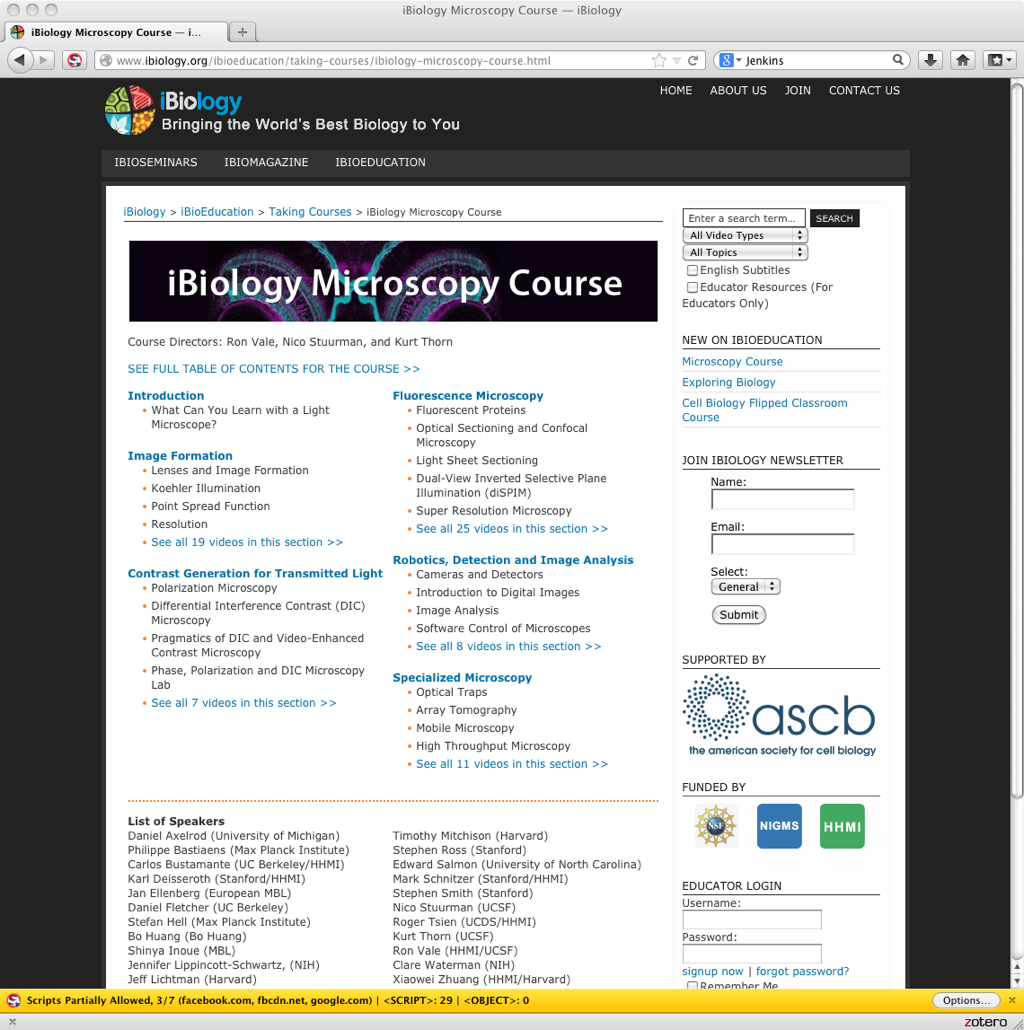 iBiology Microscopy Course — iBiology
iBiology Microscopy Course — i...
www.ibiology.org/ibioeducation/taking-courses/ibiology-microscopy-course.html
Jenkins
iBiology
Bringing the World's Best Biology to You
HOME ABOUT US JOIN CONTACT US
IBIOSEMINARS IBIOMAGAZINE IBIOEDUCATION
iBiology > iBioEducation > Taking Courses > iBiology Microscopy Course
iBiology Microscopy Course
Course Directors: Ron Vale, Nico Stuurman, and Kurt Thorn
SEE FULL TABLE OF CONTENTS FOR THE COURSE >>
Introduction
• What Can You Learn with a Light
Microscope?
Image Formation
• Lenses and Image Formation
• Koehler Illumination
• Point Spread Function
• Resolution
• See all 19 videos in this section >>
Contrast Generation for Transmitted Light
• Polarization Microscopy
• Differential Interference Contrast (DIC)
Microscopy
• Pragmatics of DIC and Video-Enhanced
Contrast Microscopy
• Phase, Polarization and DIC Microscopy
Lab
• See all 7 videos in this section >>
Fluorescence Microscopy
• Fluorescent Proteins
• Optical Sectioning and Confocal
Microscopy
• Light Sheet Sectioning
• Dual-View Inverted Selective Plane
Illumination (diSPIM)
• Super Resolution Microscopy
• See all 25 videos in this section >>
Robotics, Detection and Image Analysis
• Cameras and Detectors
• Introduction to Digital Images
• Image Analysis
• Software Control of Microscopes
• See all 8 videos in this section >>
Specialized Microscopy
• Optical Traps
• Array Tomography
• Mobile Microscopy
• High Throughput Microscopy
• See all 11 videos in this section >>
List of Speakers
Daniel Axelrod (University of Michigan)
Philippe Bastiaens (Max Planck Institute)
Carlos Bustamante (UC Berkeley/HHMI)
Karl Deisseroth (Stanford/HHMI)
Jan Ellenberg (European MBL)
Daniel Fletcher (UC Berkeley)
Stefan Hell (Max Planck Institute)
Bo Huang (Bo Huang)
Shinya Inoue (MBL)
Jennifer Lippincott-Schwartz, (NIH)
Jeff Lichtman (Harvard)
Timothy Mitchison (Harvard)
Stephen Ross (Stanford)
Edward Salmon (University of North Carolina)
Mark Schnitzer (Stanford/HHMI)
Stephen Smith (Stanford)
Nico Stuurman (UCSF)
Roger Tsien (UCDS/HHMI)
Kurt Thorn (UCSF)
Ron Vale (HHMI/UCSF)
Clare Waterman (NIH)
Xiaowei Zhuang (HHMI/Harvard)
Enter a search term... SEARCH
All Video Types
All Topics
English Subtitles
Educator Resources (For
Educators Only)
NEW ON IBIOEDUCATION
Microscopy Course
Exploring Biology
Cell Biology Flipped Classroom
Course
JOIN IBIOLOGY NEWSLETTER
Name:
Email:
Select:
General
Submit
SUPPORTED BY
ascb
the american society for cell biology
FUNDED BY
NSF NIGMS HHMI
EDUCATOR LOGIN
Username:
Password:
signup now | forgot password?
Remember Me
Scripts Partially Allowed, 3/7 (facebook.com, fbcdn.net, google.com) | <SCRIPT>: 29 | <OBJECT>: 0 Options...
zotero